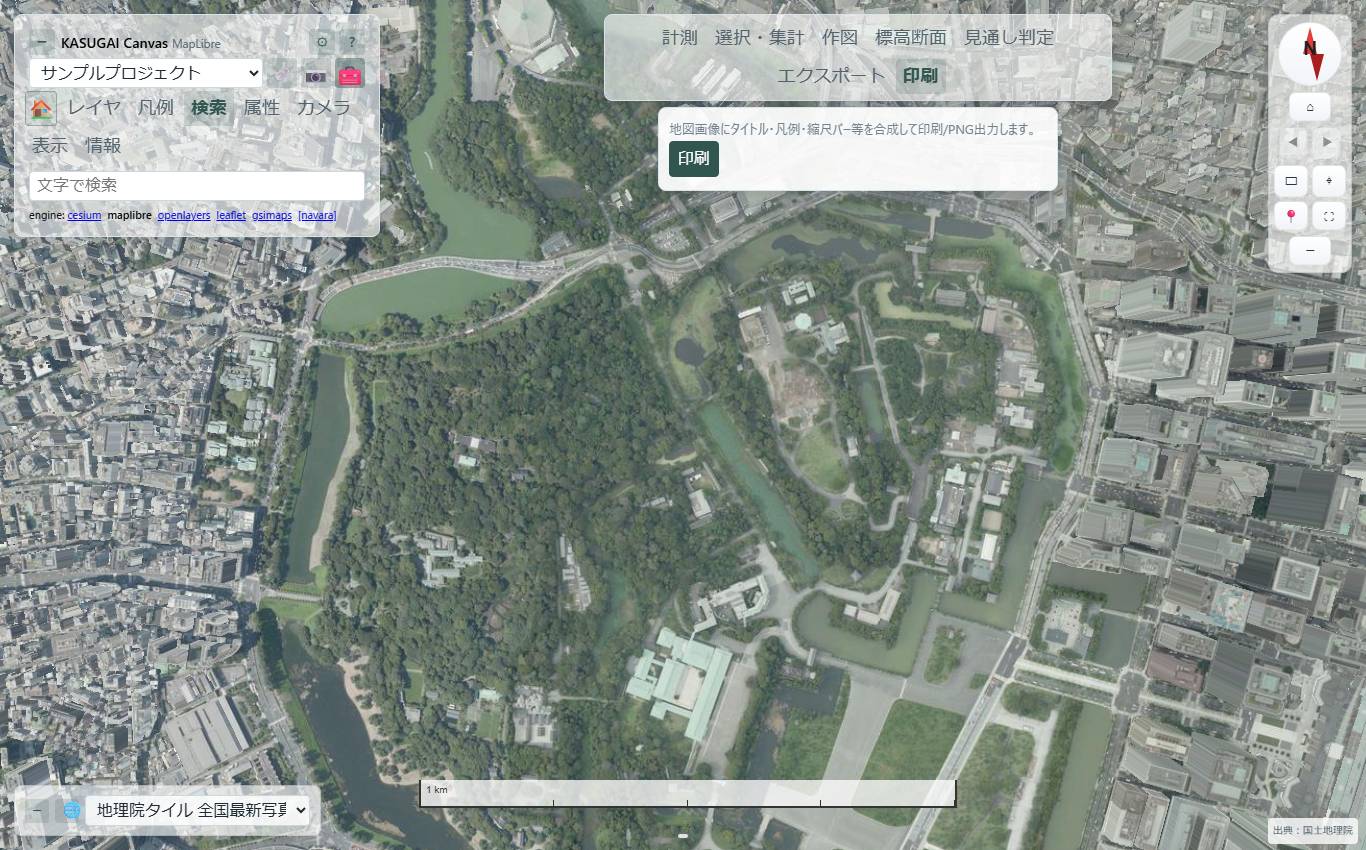 KASUGAI Canvas MapLibre
?
サンプルプロジェクト
レイヤ 凡例 検索 属性 カメラ
表示 情報
文字で検索
engine: cesium maplibre openlayers leaflet gsimaps [navara]
計測 選択・集計 作図 標高断面 見通し判定
エクスポート 印刷
地図画像にタイトル・凡例・縮尺バー等を合成して印刷/PNG出力します。
印刷
N
1 km
地理院タイル 全国最新写真
出典：国土地理院